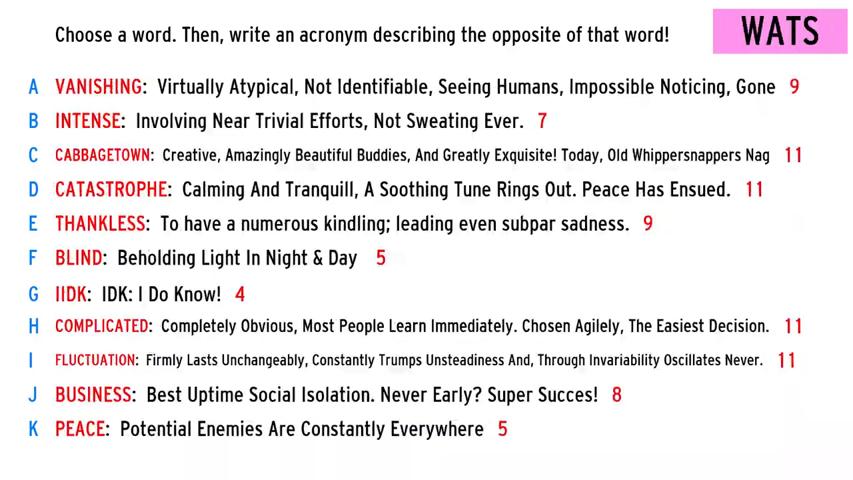 Choose a word. Then, write an acronym describing the opposite of that word!
WATS
A VANISHING: Virtually Atypical, Not Identifiable, Seeing Humans, Impossible Noticing, Gone 9
B INTENSE: Involving Near Trivial Efforts, Not Sweating Ever. 7
C CABBAGETOWN: Creative, Amazingly Beautiful Buddies, And Greatly Exquisite! Today, Old Whippersnappers Nag 11
D CATASTROPHE: Calming And Tranquill, A Soothing Tune Rings Out. Peace Has Ensued. 11
E THANKLESS: To have a numerous kindling; leading even subpar sadness. 9
F BLIND: Beholding Light In Night & Day 5
G IIDK: IDK: I Do Know! 4
H COMPLICATED: Completely Obvious, Most People Learn Immediately. Chosen Agilely, The Easiest Decision. 11
I FLUCTUATION: Firmly Lasts Unchangeably, Constantly Trumps Unsteadiness And, Through Invariability Oscillates Never. 11
J BUSINESS: Best Uptime Social Isolation. Never Early? Super Succes! 8
K PEACE: Potential Enemies Are Constantly Everywhere 5